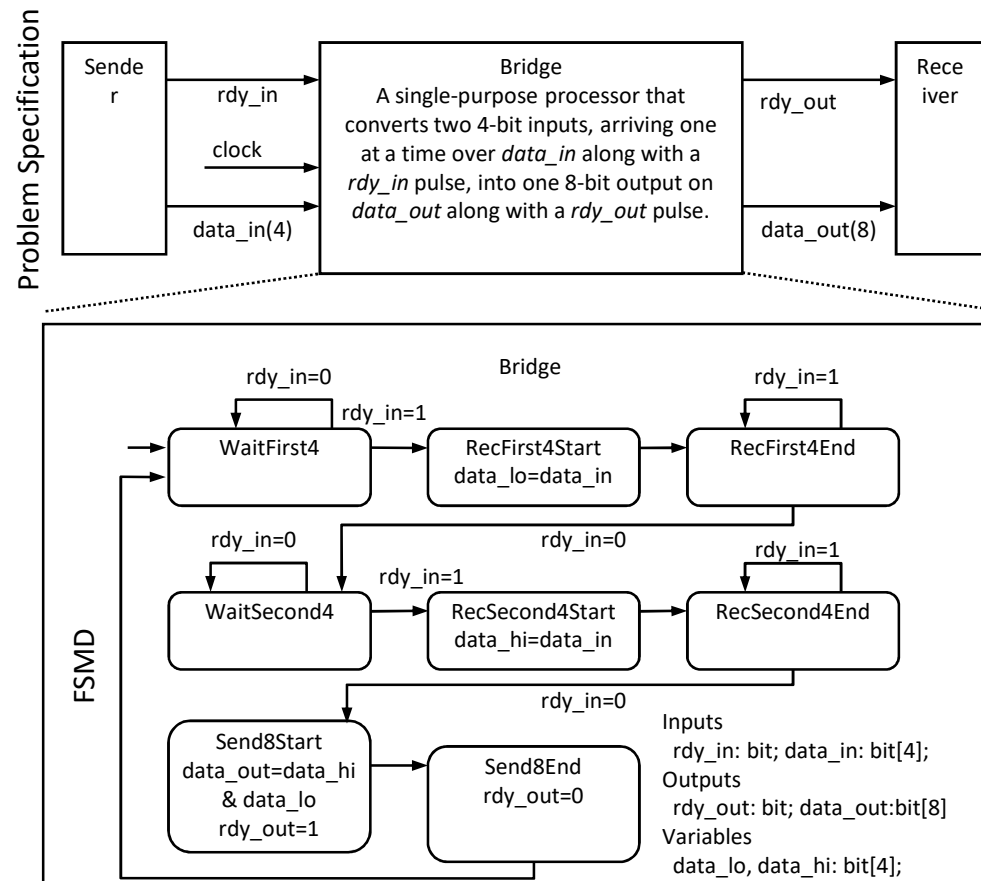 Problem Specification
Sende
r
rdy_in
clock
data_in(4)
Bridge
A single-purpose processor that
converts two 4-bit inputs, arriving one
at a time over data_in along with a
rdy_in pulse, into one 8-bit output on
data_out along with a rdy_out pulse.
rdy_out
data_out(8)
Rece
iver
FSMD
Bridge
rdy_in=0
rdy_in=1
rdy_in=1
WaitFirst4
RecFirst4Start
data_lo=data_in
RecFirst4End
rdy_in=0
rdy_in=0
rdy_in=1
rdy_in=1
WaitSecond4
RecSecond4Start
data_hi=data_in
RecSecond4End
rdy_in=0
Send8Start
data_out=data_hi
& data_lo
rdy_out=1
Send8End
rdy_out=0
Inputs
rdy_in: bit; data_in: bit[4];
Outputs
rdy_out: bit; data_out:bit[8]
Variables
data_lo, data_hi: bit[4];